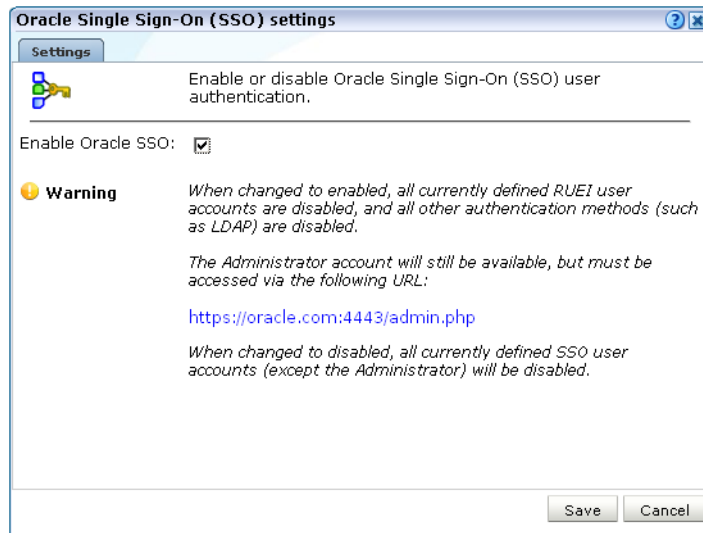 Oracle Single Sign-On (SSO) settings
Settings
Enable or disable Oracle Single Sign-On (SSO) user
authentication.
Enable Oracle SSO:
Warning
When changed to enabled, all currently defined RUEI user
accounts are disabled, and all other authentication methods (such
as LDAP) are disabled.
The Administrator account will still be available, but must be
accessed via the following URL:
https://oracle.com:4443/admin.php
When changed to disabled, all currently defined SSO user
accounts (except the Administrator) will be disabled.
Save
Cancel